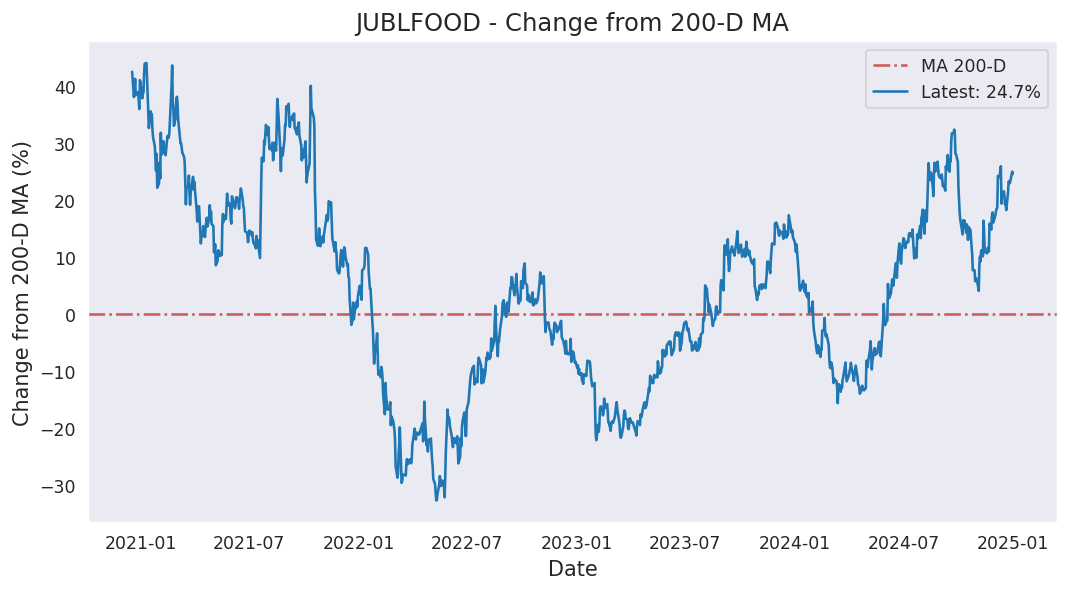 JUBLFOOD - Change from 200-D MA
MA 200-D
Latest: 24.7%
Change from 200-D MA (%)
40
30
20
10
0
−10
−20
−30
2021-01 2021-07 2022-01 2022-07 2023-01 2023-07 2024-01 2024-07 2025-01
Date